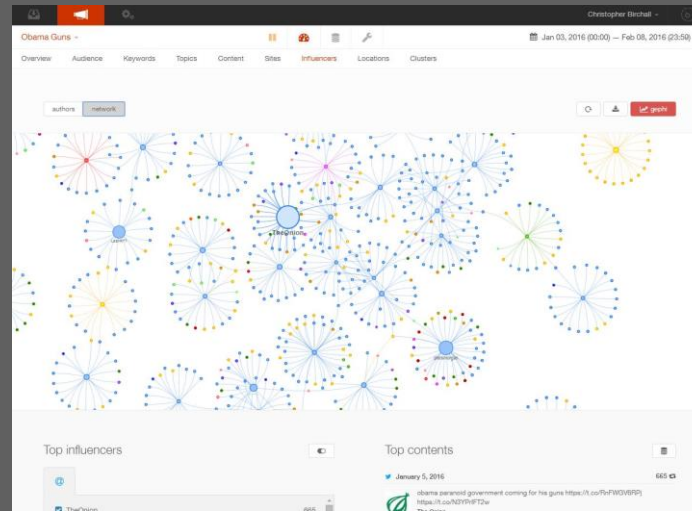 Christopher Birchall
Obama Guns
Jan 03, 2016 (00:00) — Feb 08, 2016 (23:59)
Overview Audience Keywords Topics Content Sites Influencers Locations Clusters
authors network
gephi
TheOnion
Top influencers
Top contents
@
January 5, 2016 665
obama paranoid government coming for his guns
TheOnion 665
The Onion